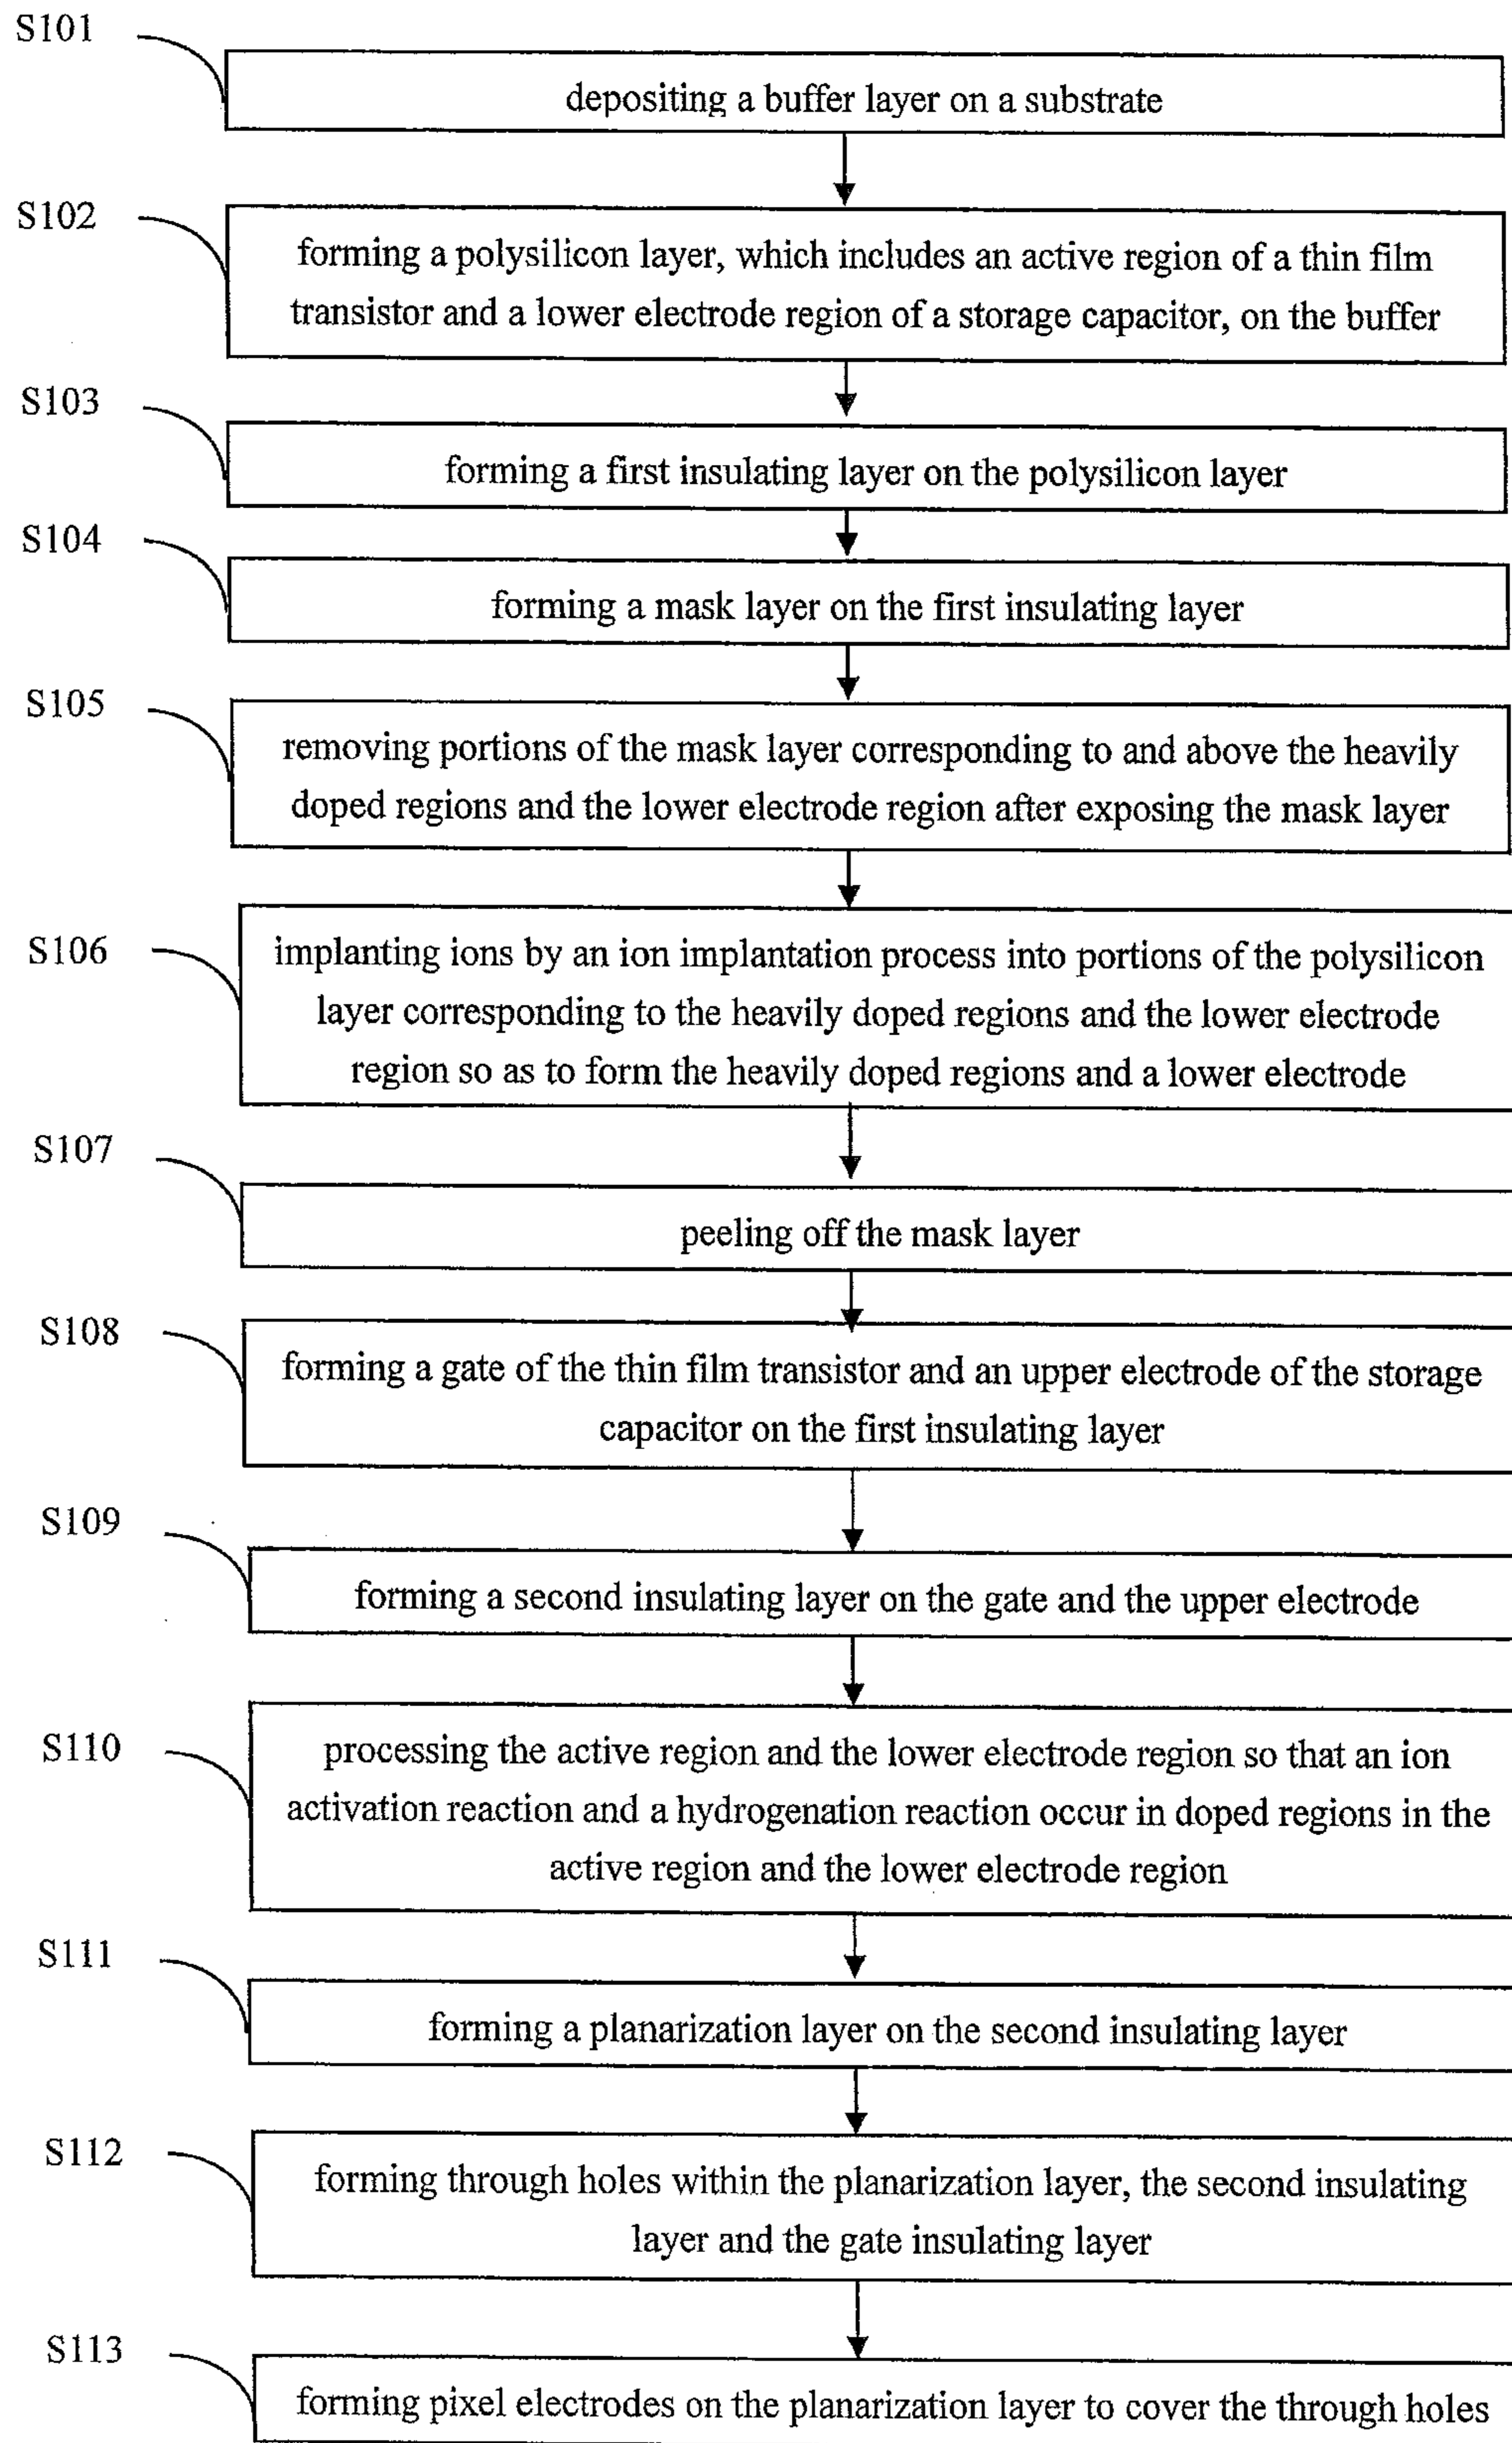 S101
depositing a buffer layer on a substrate
S102
forming a polysilicon layer, which includes an active region of a thin film
transistor and a lower electrode region of a storage capacitor, on the buffer
S103
forming a first insulating layer on the polysilicon layer
S104
forming a mask layer on the first insulating layer
S105
removing portions of the mask layer corresponding to and above the heavily
doped regions and the lower electrode region after exposing the mask layer
S106
implanting ions by an ion implantation process into portions of the polysilicon
layer corresponding to the heavily doped regions and the lower electrode
region so as to form the heavily doped regions and a lower electrode
S107
peeling off the mask layer
S108
forming a gate of the thin film transistor and an upper electrode of the storage
capacitor on the first insulating layer
S109
forming a second insulating layer on the gate and the upper electrode
S110
processing the active region and the lower electrode region so that an ion
activation reaction and a hydrogenation reaction occur in doped regions in the
active region and the lower electrode region
S111
forming a planarization layer on the second insulating layer
S112
forming through holes within the planarization layer, the second insulating
layer and the gate insulating layer
S113
forming pixel electrodes on the planarization layer to cover the through holes